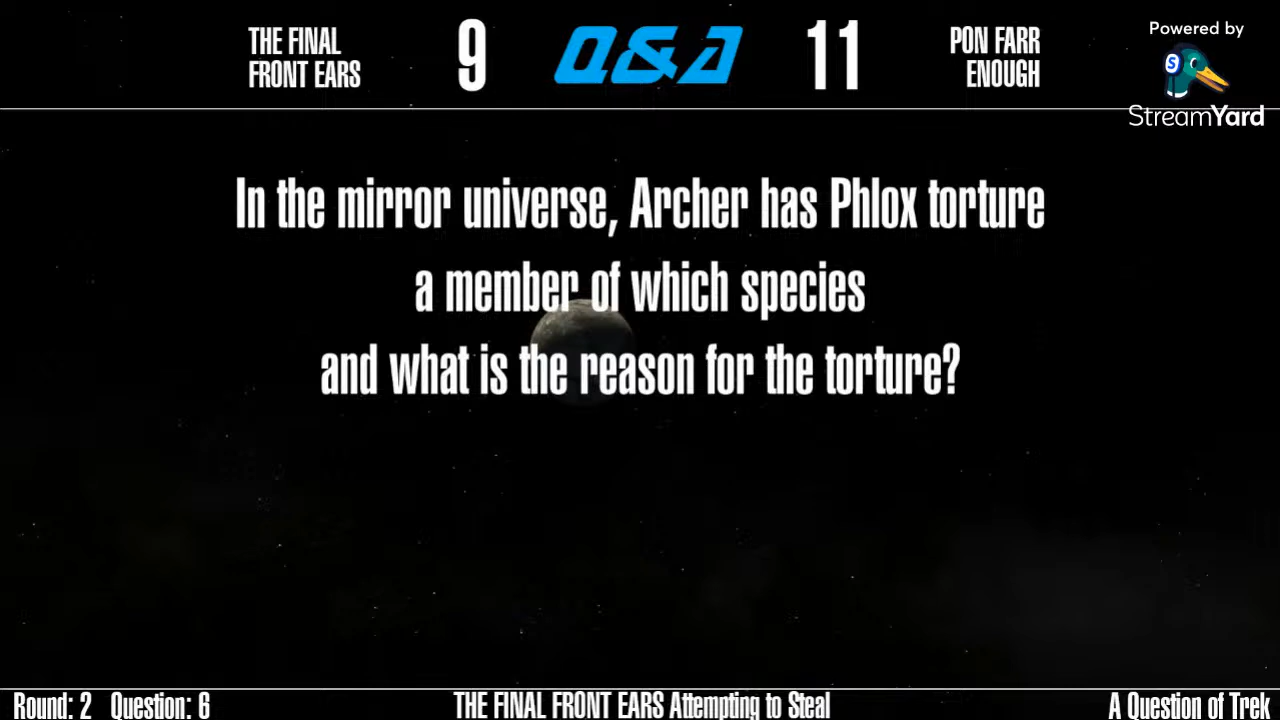 THE FINAL
FRONT EARS
9
Q&A
11
PON FARR
ENOUGH
Powered by
S
StreamYard
In the mirror universe, Archer has Phlox torture
a member of which species
and what is the reason for the torture?
Round: 2 Question: 6
THE FINAL FRONT EARS Attempting to Steal
A Question of Trek